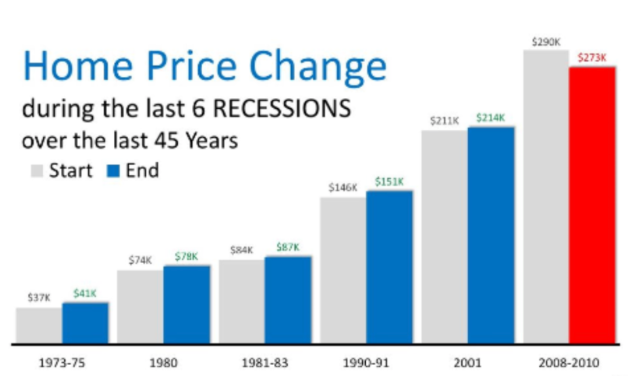 Home Price Change
during the last 6 RECESSIONS
over the last 45 Years
Start End
$37K $41K
$74K $78K
$84K $87K
$146K $151K
$211K $214K
$290K $273K
1973-75 1980 1981-83 1990-91 2001 2008-2010